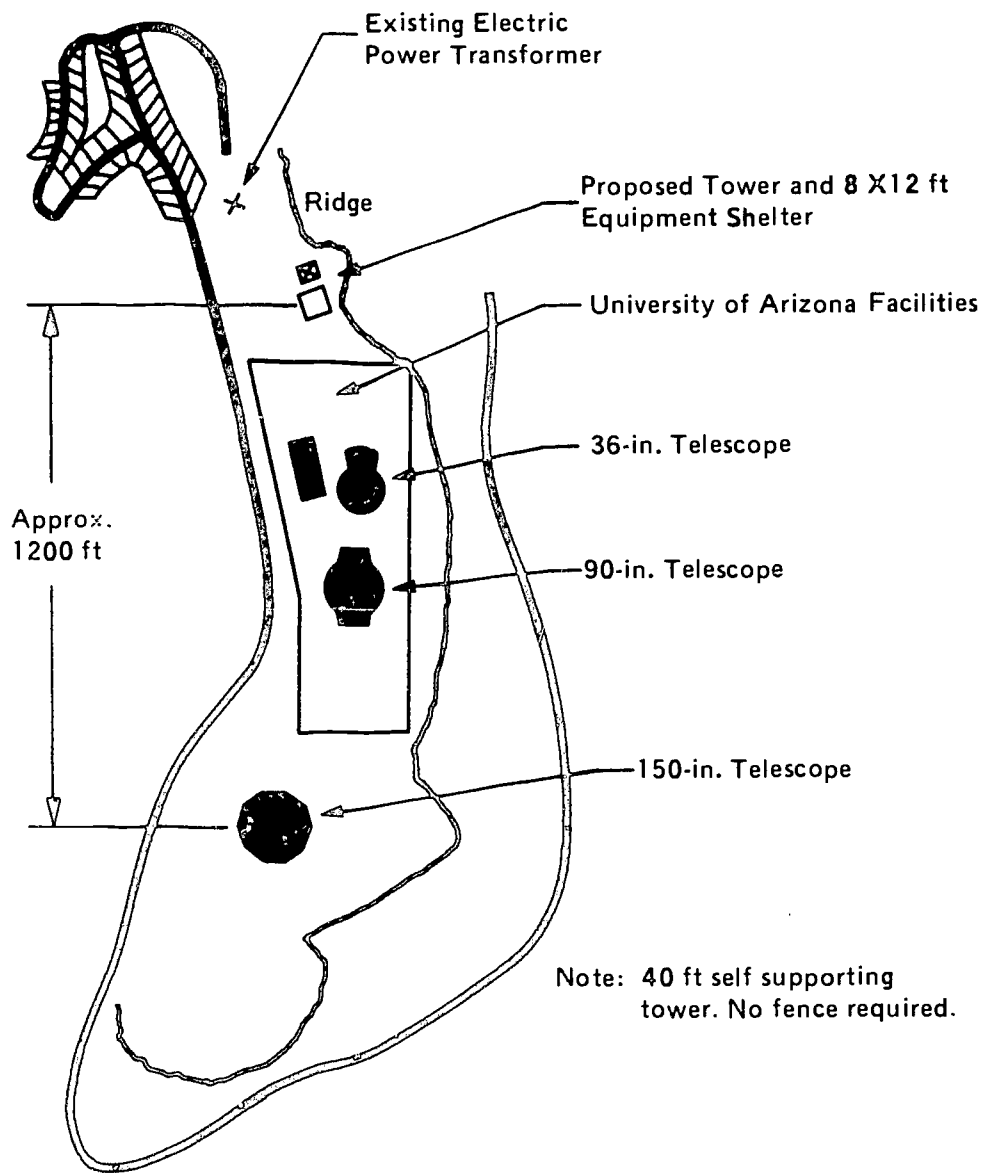 Existing Electric
Power Transformer
Ridge
Proposed Tower and 8 X12 ft
Equipment Shelter
University of Arizona Facilities
36-in. Telescope
Approx.
1200 ft
90-in. Telescope
150-in. Telescope
Note: 40 ft self supporting
tower. No fence required.